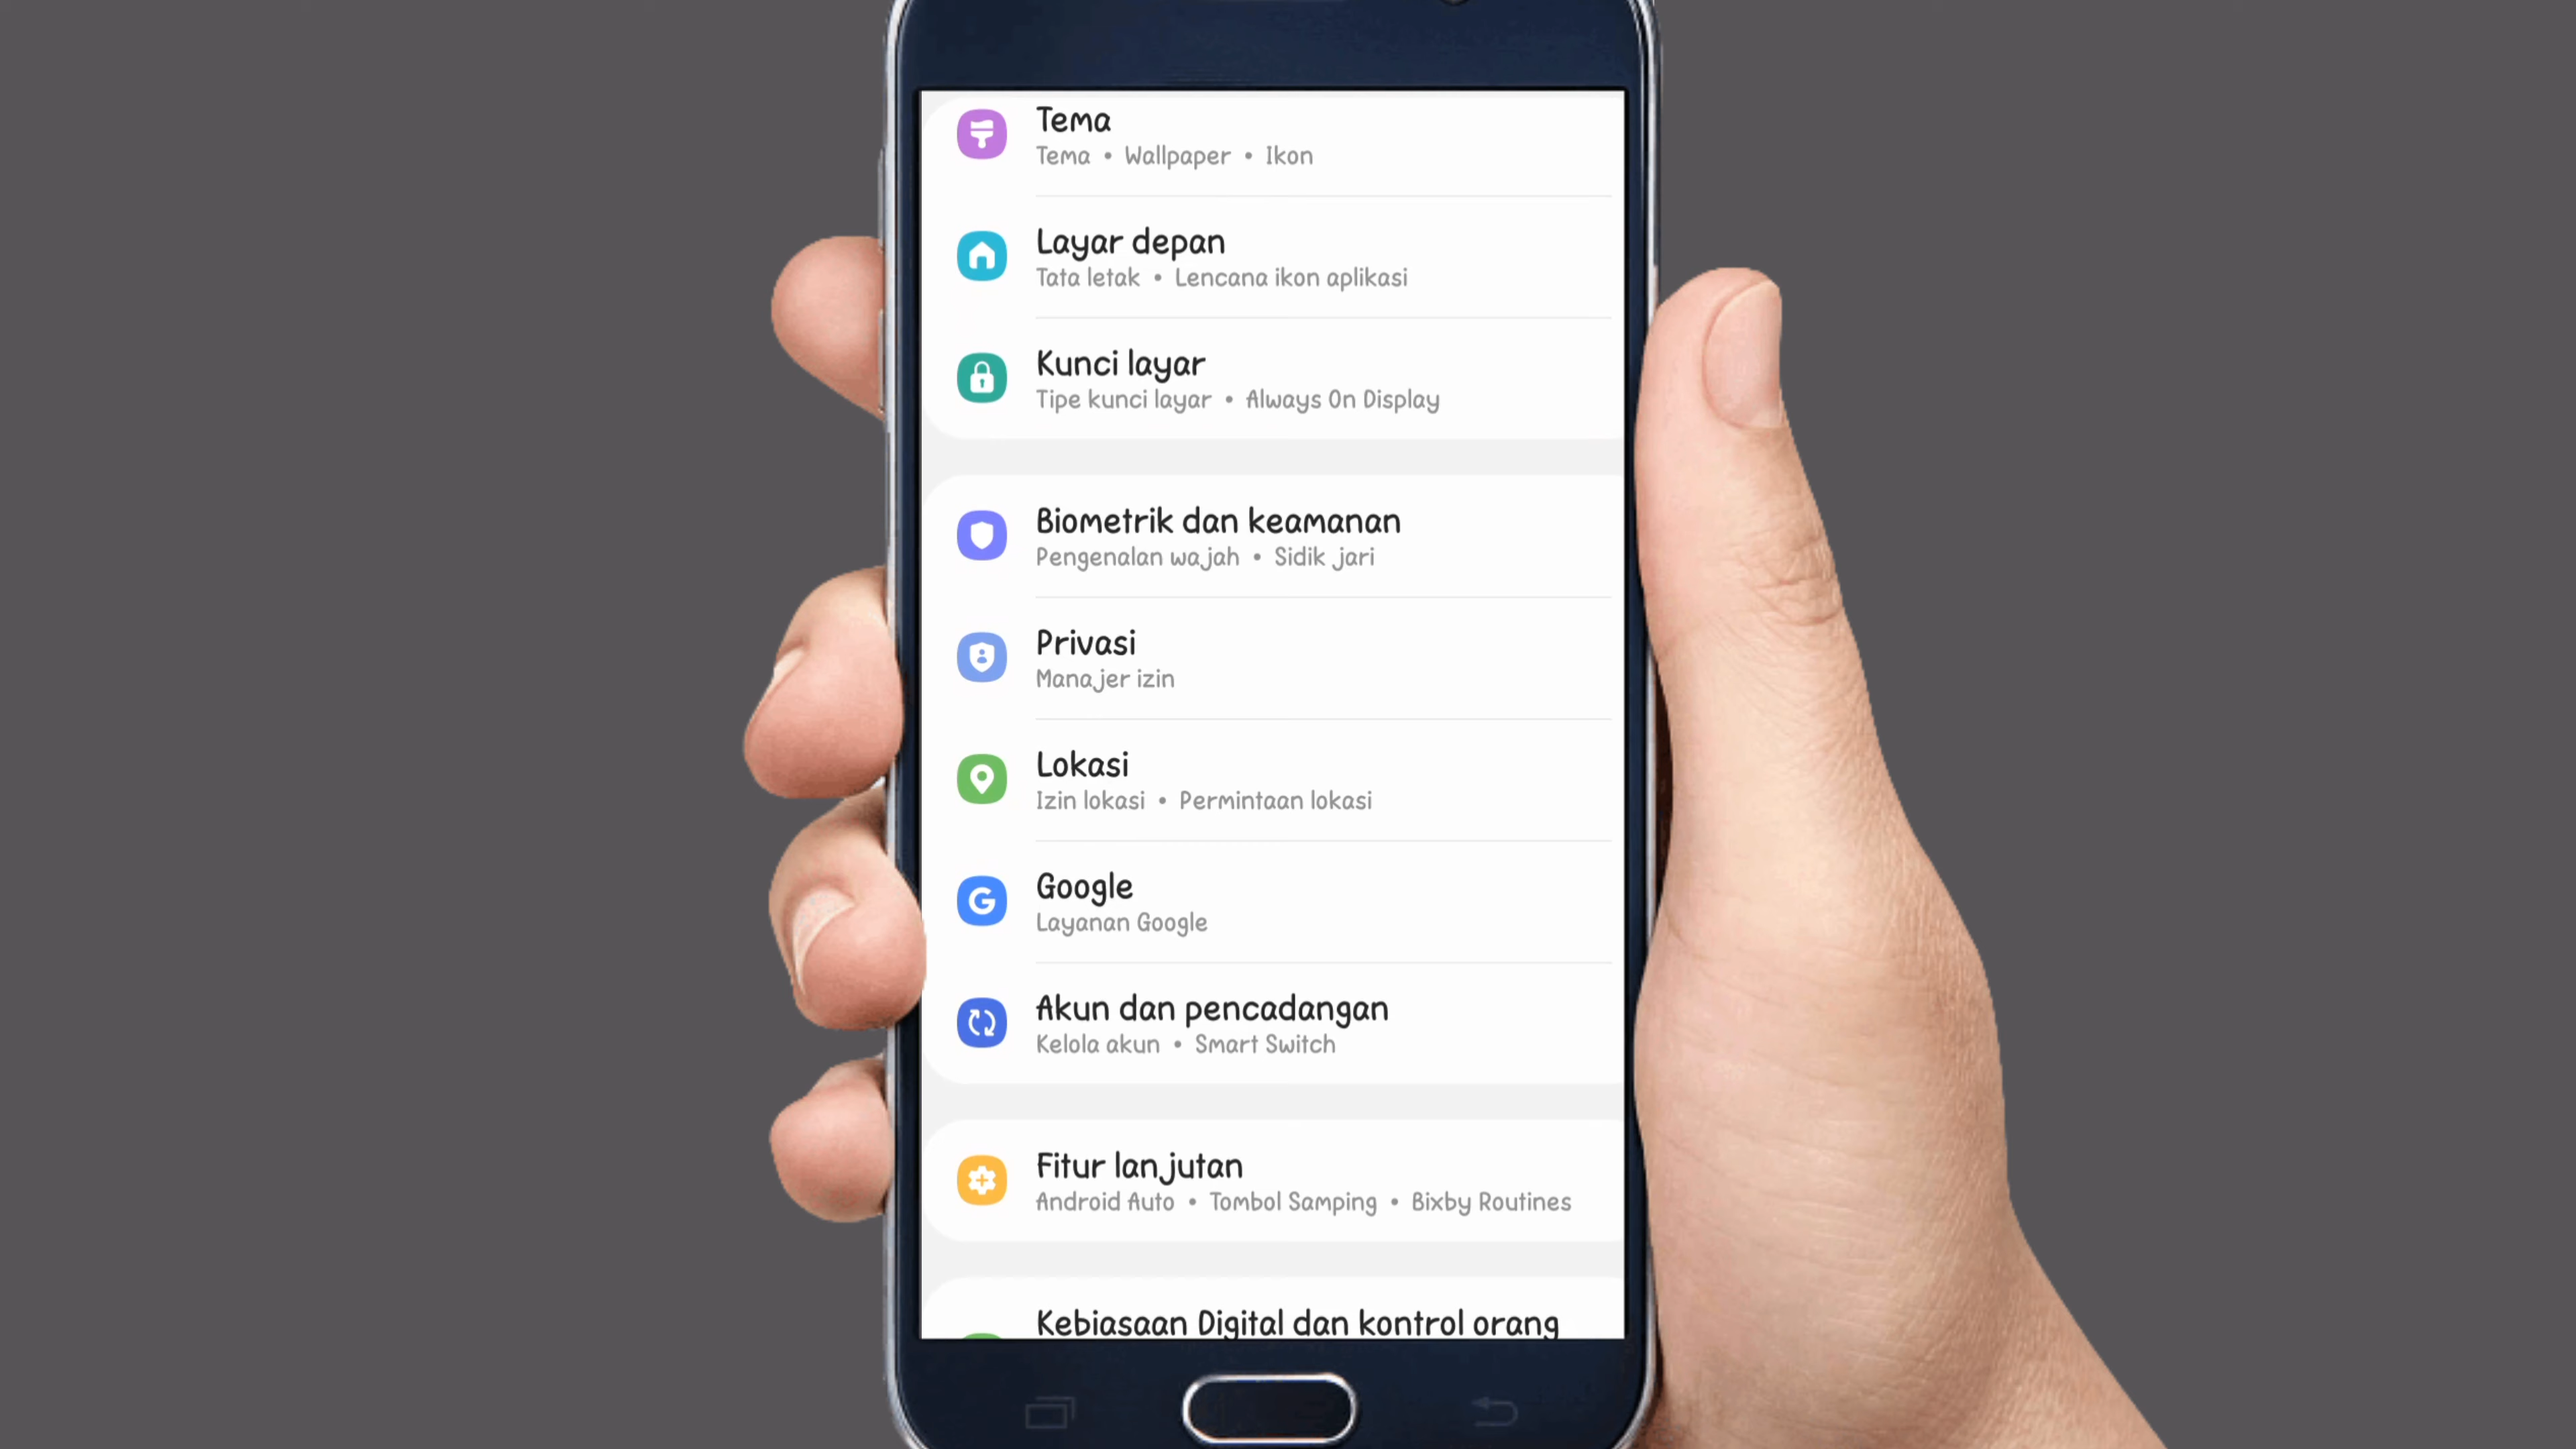 Tema
Tema • Wallpaper • Ikon
Layar depan
Tata letak • Lencana ikon aplikasi
Kunci layar
Tipe kunci layar • Always On Display
Biometrik dan keamanan
Pengenalan wajah • Sidik jari
Privasi
Manajer izin
Lokasi
Izin lokasi • Permintaan lokasi
Google
Layanan Google
Akun dan pencadangan
Kelola akun • Smart Switch
Fitur lanjutan
Android Auto • Tombol Samping • Bixby Routines
Kebiasaan Digital dan kontrol orang